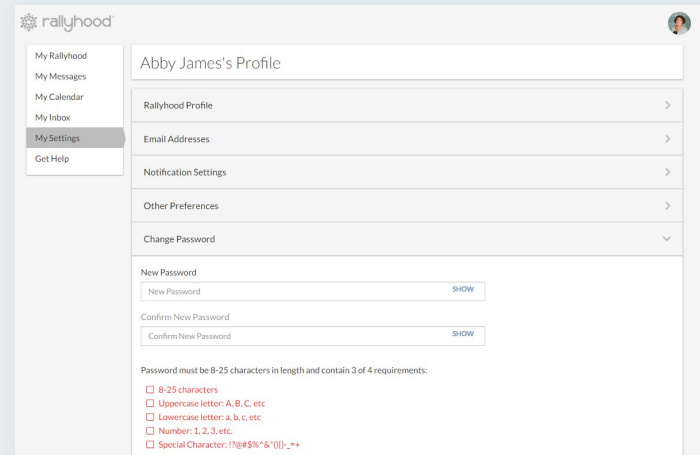 rallyhood
My Rallyhood
My Messages
My Calendar
My Inbox
My Settings
Get Help
Abby James's Profile
Rallyhood Profile
Email Addresses
Notification Settings
Other Preferences
Change Password
New Password
New Password SHOW
Confirm New Password
Confirm New Password SHOW
Password must be 8-25 characters in length and contain 3 of 4 requirements:
8-25 characters
Uppercase letter: A, B, C, etc
Lowercase letter: a, b, c, etc
Number: 1, 2, 3, etc.
Special Character: !?@#$%^&*()[]-_=+